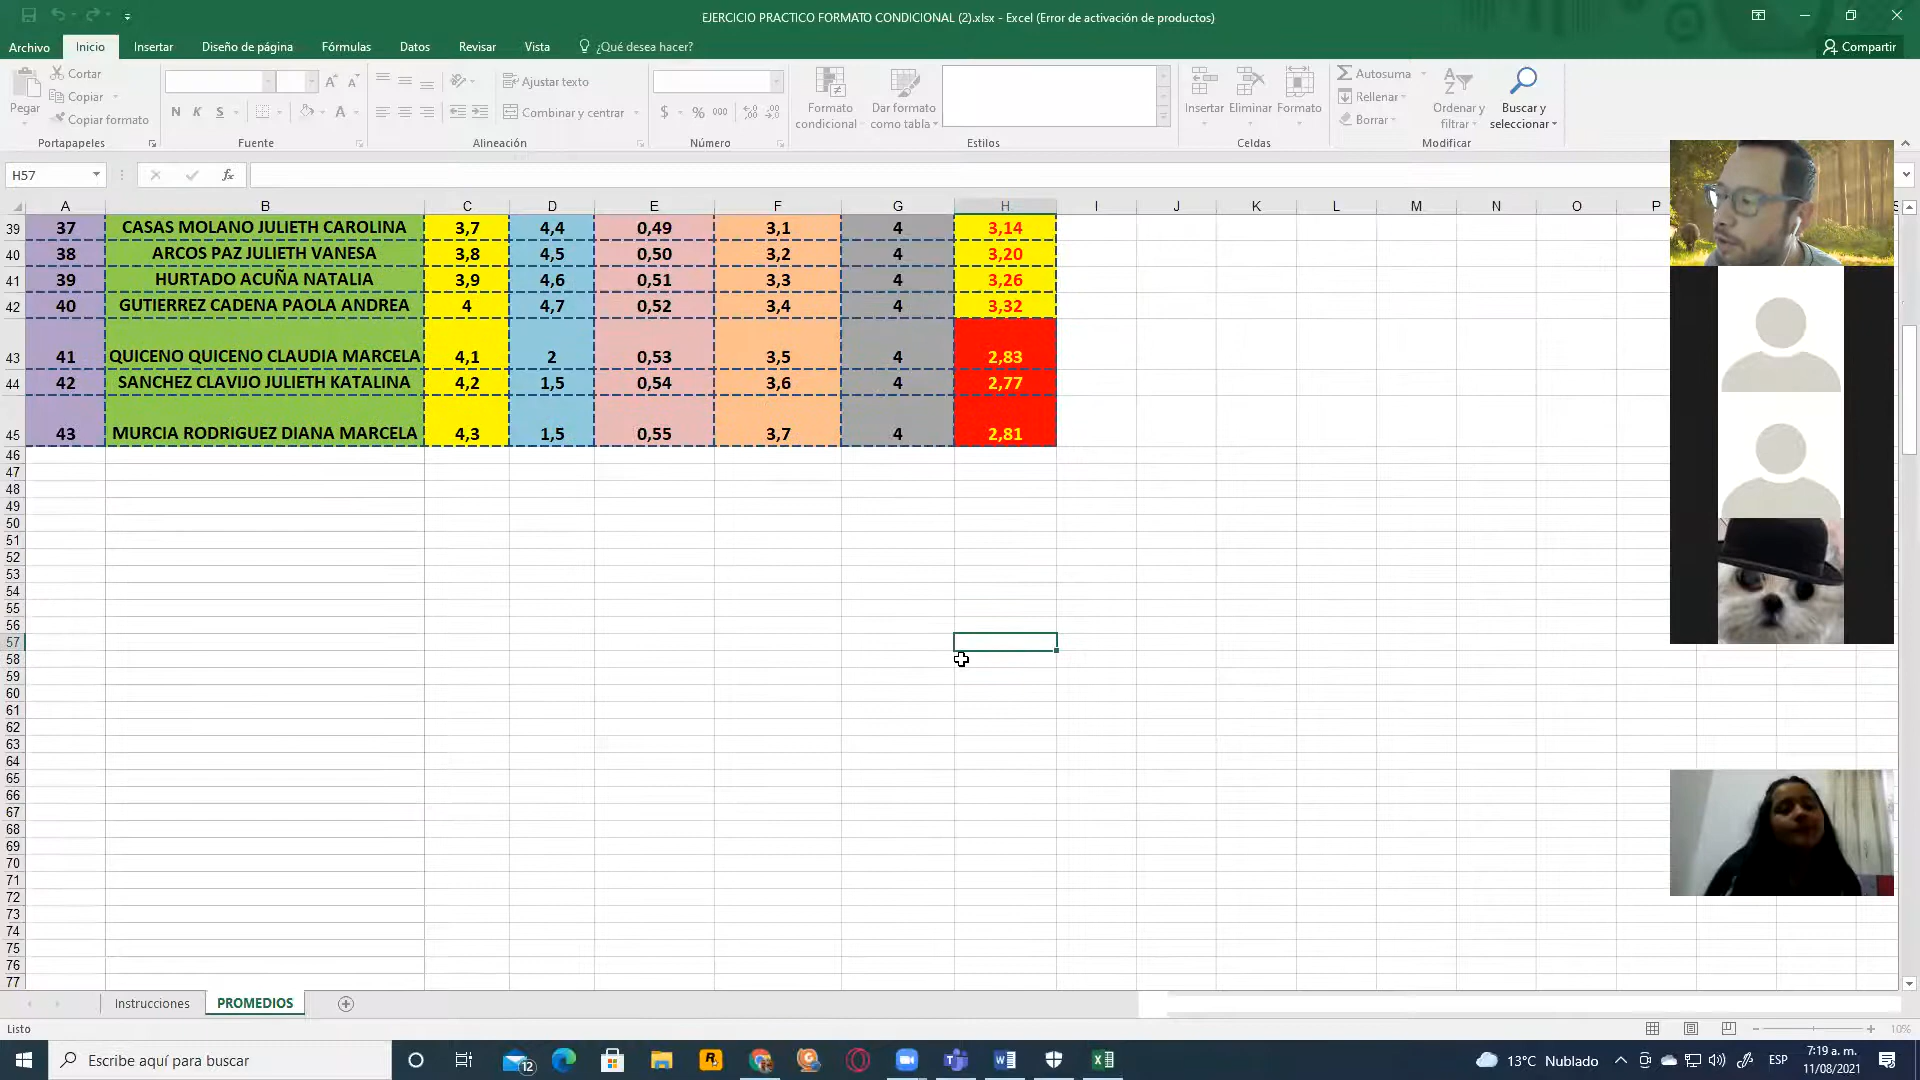 EJERCICIO PRACTICO FORMATO CONDICIONAL (2).xlsx - Excel (Error de activación de productos)
Archivo Inicio Insertar Diseño de página Fórmulas Datos Revisar Vista ¿Qué desea hacer? Compartir
Pegar
Cortar
Copiar
Copiar formato
Portapapeles
N K S
Fuente
Ajustar texto
Combinar y centrar
Alineación
$ % 000
Número
Formato condicional
Dar formato como tabla
Estilos
Insertar Eliminar Formato
Celdas
Autosuma
Rellenar
Borrar
Ordenar y filtrar
Buscar y seleccionar
Modificar
H57 fx
A B C D E F G H I J K L M N O P S
39 37 CASAS MOLANO JULIETH CAROLINA 3,7 4,4 0,49 3,1 4 3,14
40 38 ARCOS PAZ JULIETH VANESA 3,8 4,5 0,50 3,2 4 3,20
41 39 HURTADO ACUÑA NATALIA 3,9 4,6 0,51 3,3 4 3,26
42 40 GUTIERREZ CADENA PAOLA ANDREA 4 4,7 0,52 3,4 4 3,32
43 41 QUICENO QUICENO CLAUDIA MARCELA 4,1 2 0,53 3,5 4 2,83
44 42 SANCHEZ CLAVIJO JULIETH KATALINA 4,2 1,5 0,54 3,6 4 2,77
45 43 MURCIA RODRIGUEZ DIANA MARCELA 4,3 1,5 0,55 3,7 4 2,81
46
47
48
49
50
51
52
53
54
55
56
57
58
59
60
61
62
63
64
65
66
67
68
69
70
71
72
73
74
75
76
77
Instrucciones PROMEDIOS
Listo 10%
Escribe aquí para buscar 12 13°C Nublado ESP 7:19 a. m.
11/08/2021